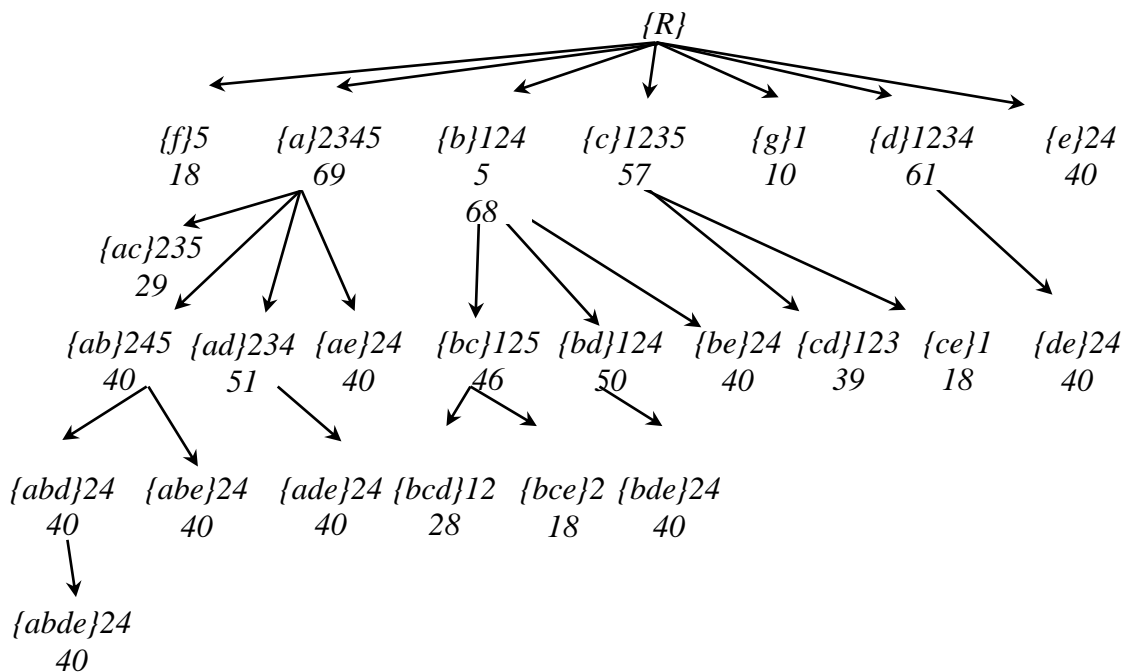 {R}
{f}5 {a}2345 {b}124 {c}1235 {g}1 {d}1234 {e}24
18 69 5 57 10 61 40
68
{ac}235
29
{ab}245 {ad}234 {ae}24 {bc}125 {bd}124 {be}24 {cd}123 {ce}1 {de}24
40 51 40 46 50 40 39 18 40
{abd}24 {abe}24 {ade}24 {bcd}12 {bce}2 {bde}24
40 40 40 28 18 40
{abde}24
40